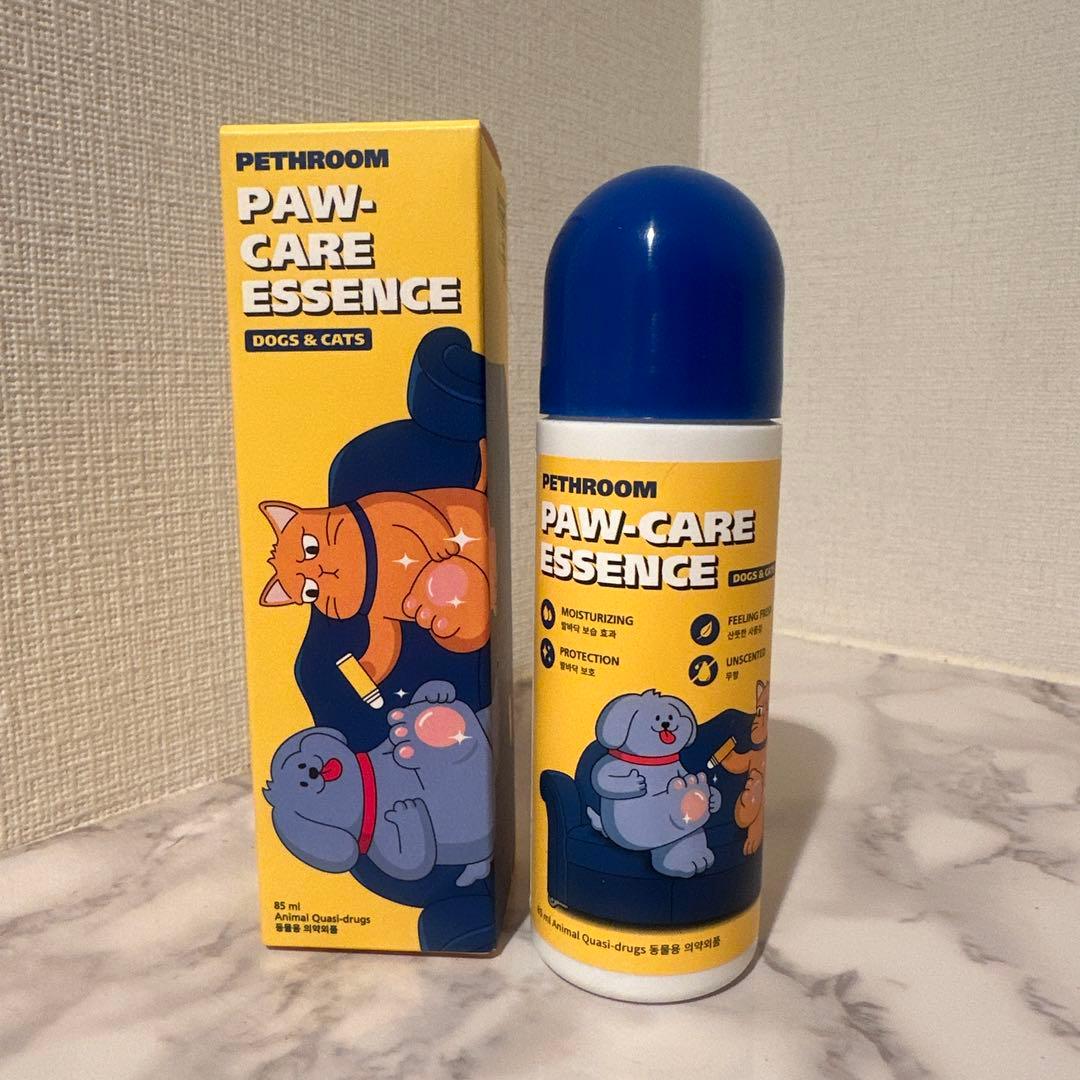 PETHROOM
PAW-
CARE
ESSENCE
DOGS & CATS
85 ml
Animal Quasi-drugs
동물용 의약외품
PETHROOM
PAW-CARE
ESSENCE
DOGS &
MOISTURIZING
발바닥 보습 효과
PROTECTION
발바닥 보호
FEELING
산뜻한 사용감
UNSCENTED
무향
ml Animal Quasi-drugs 동물용 의약외품